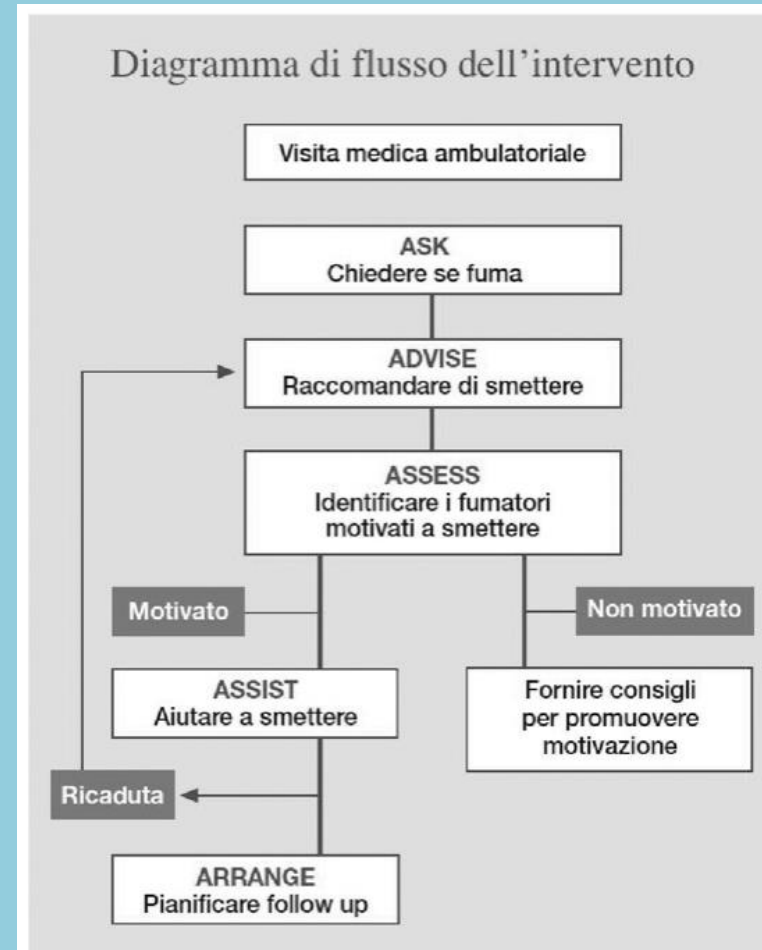 Diagramma di flusso dell'intervento
Visita medica ambulatoriale
ASK
Chiedere se fuma
ADVISE
Raccomandare di smettere
ASSESS
Identificare i fumatori
motivati a smettere
Motivato
Non motivato
ASSIST
Aiutare a smettere
Fornire consigli
per promuovere
motivazione
Ricaduta
ARRANGE
Pianificare follow up